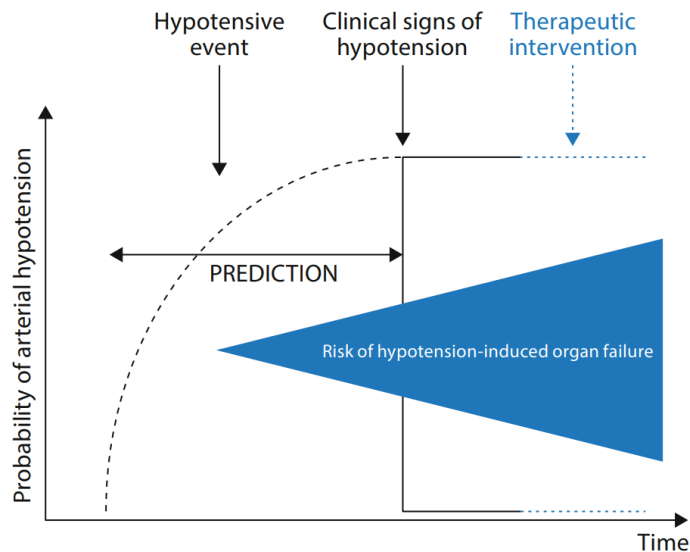 Hypotensive
event
Clinical signs of
hypotension
Therapeutic
intervention
Probability of arterial hypotension
PREDICTION
Risk of hypotension-induced organ failure
Time